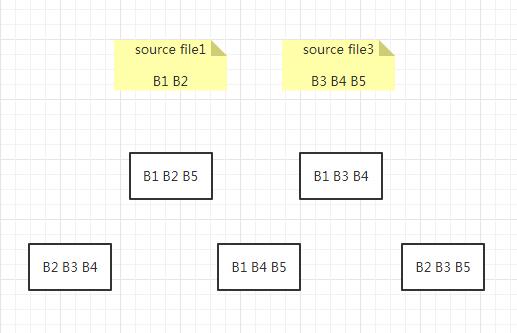 source file1
B1 B2
source file3
B3 B4 B5
B1 B2 B5
B1 B3 B4
B2 B3 B4
B1 B4 B5
B2 B3 B5